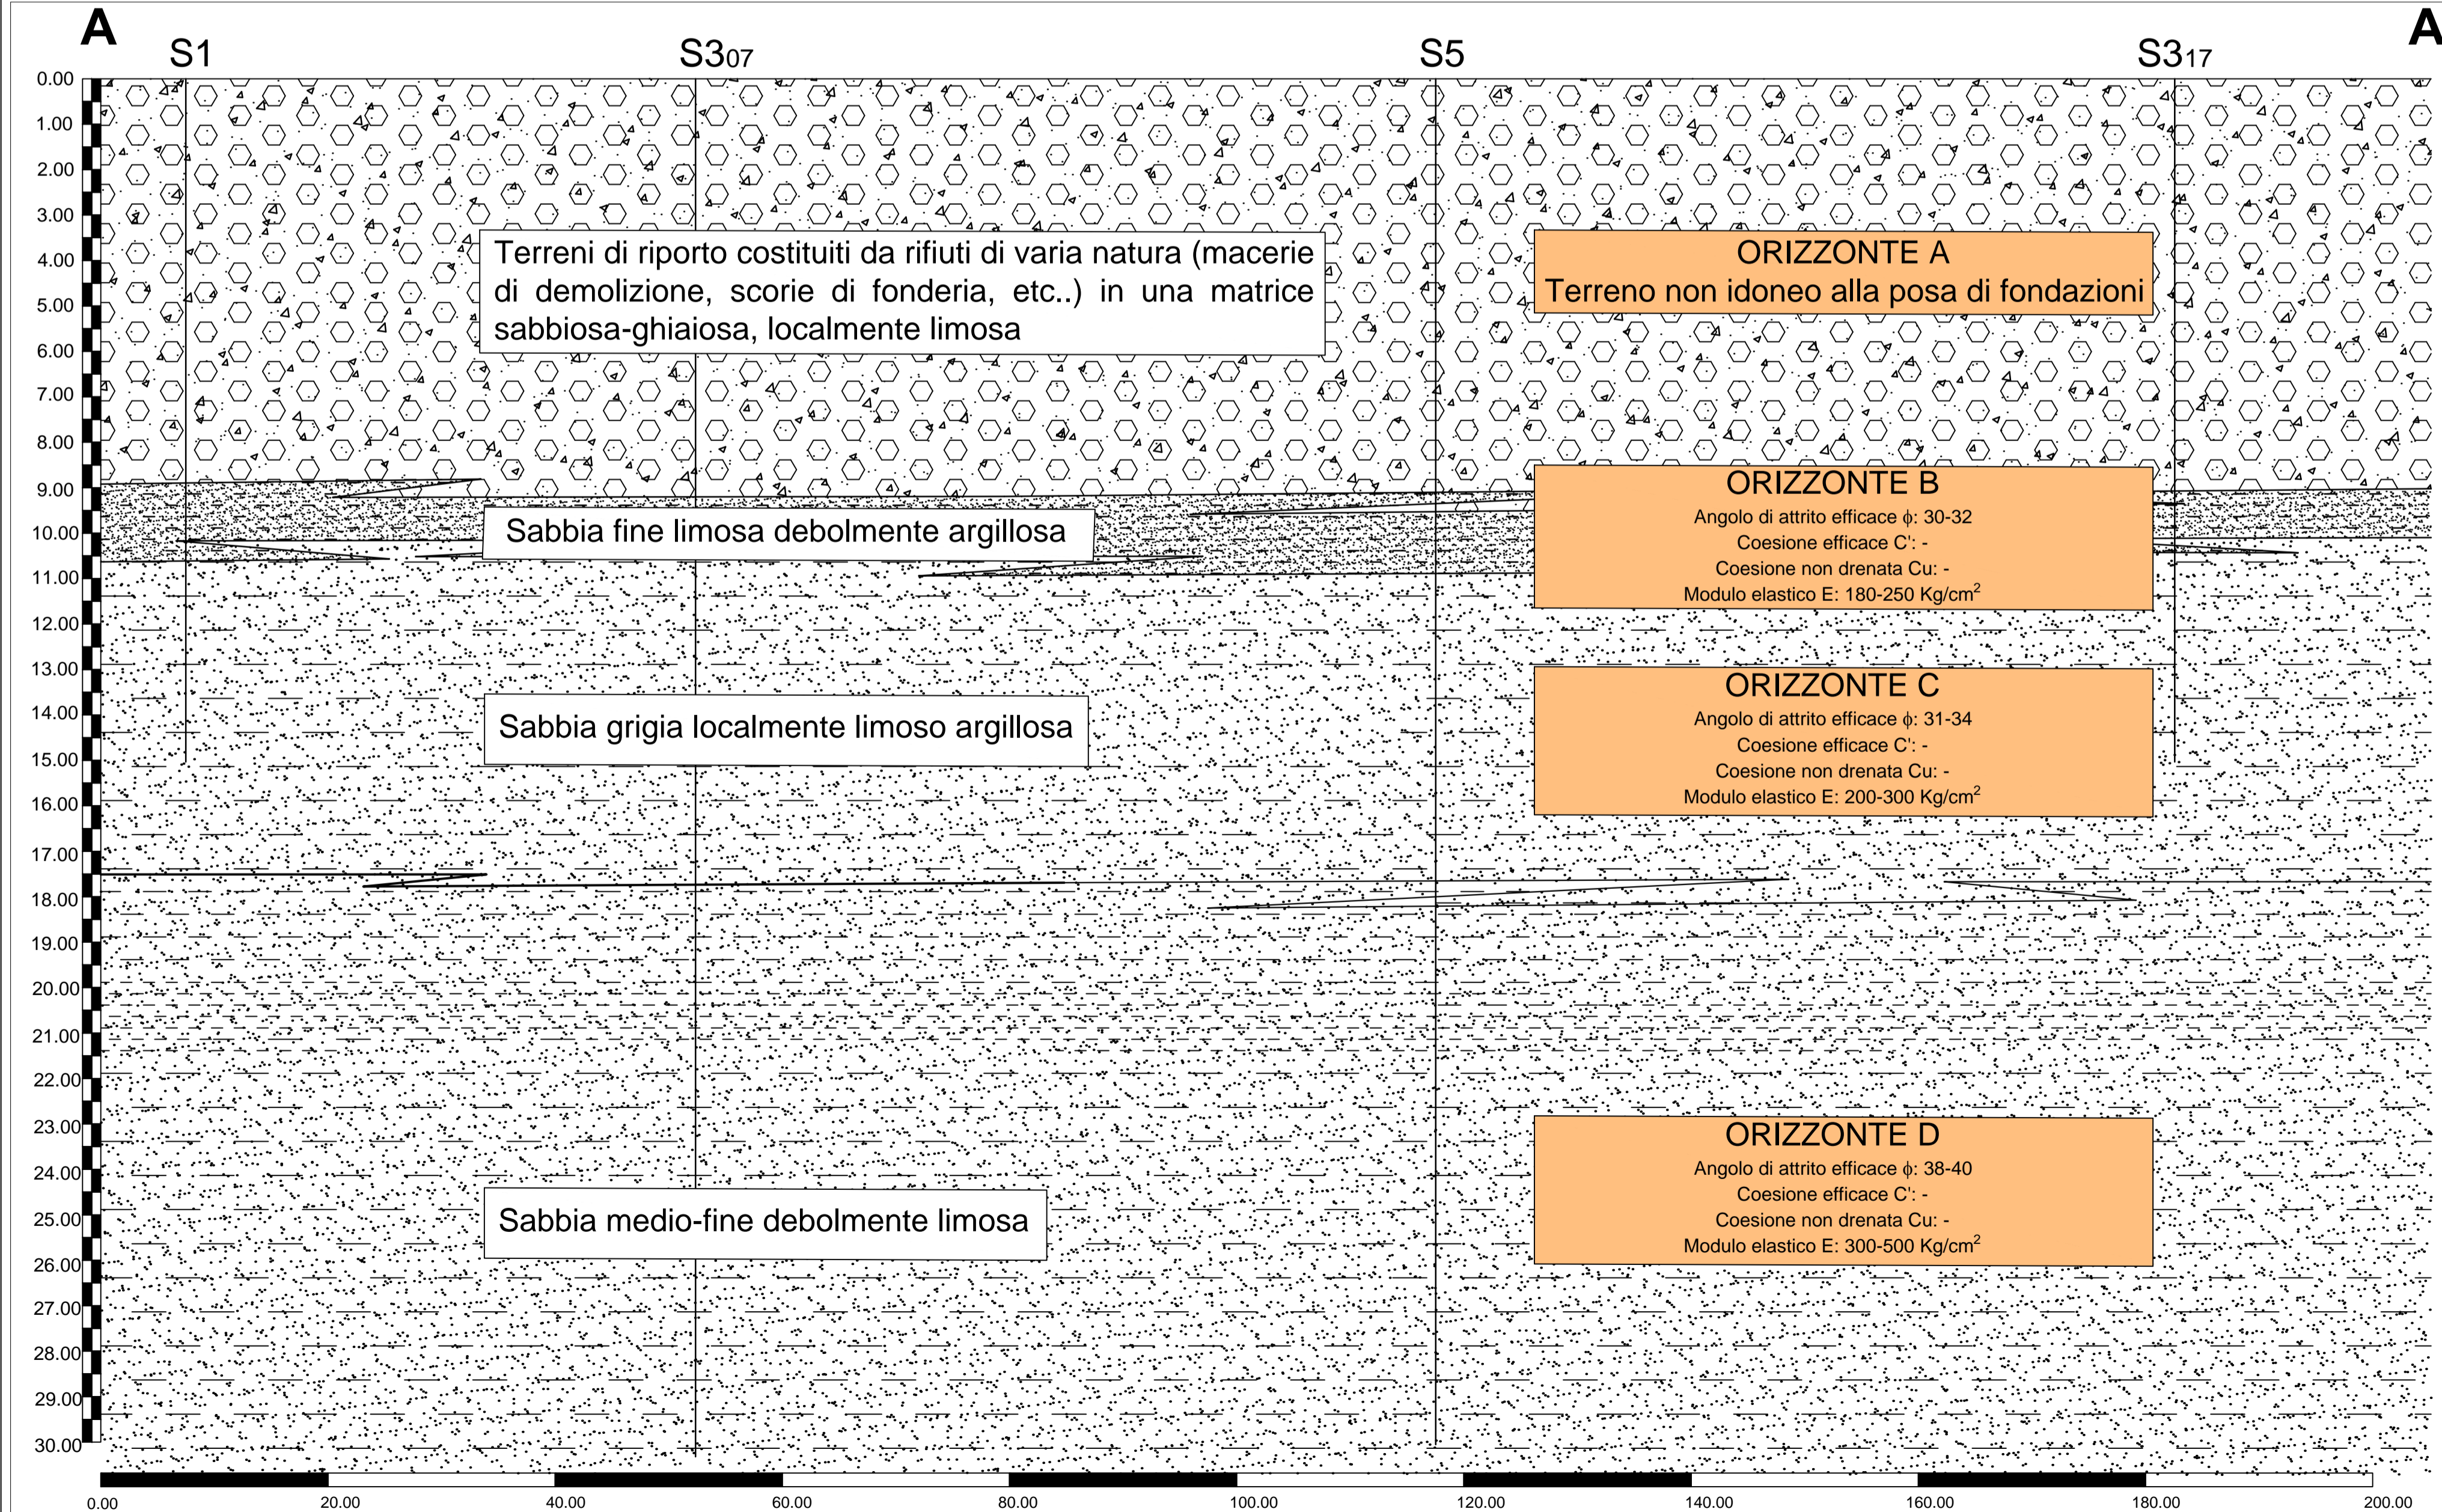 A
A
S1
S307
S5
S317
0.00
1.00
2.00
3.00
4.00
5.00
6.00
7.00
8.00
9.00
10.00
11.00
12.00
13.00
14.00
15.00
16.00
17.00
18.00
19.00
20.00
21.00
22.00
23.00
24.00
25.00
26.00
27.00
28.00
29.00
30.00
Terreni di riporto costituiti da rifiuti di varia natura (macerie
di demolizione, scorie di fonderia, etc..) in una matrice
sabbiosa-ghiaiosa, localmente limosa
ORIZZONTE A
Terreno non idoneo alla posa di fondazioni
Sabbia fine limosa debolmente argillosa
ORIZZONTE B
Angolo di attrito efficace ϕ: 30-32
Coesione efficace C': -
Coesione non drenata Cu: -
Modulo elastico E: 180-250 Kg/cm²
Sabbia grigia localmente limoso argillosa
ORIZZONTE C
Angolo di attrito efficace ϕ: 31-34
Coesione efficace C': -
Coesione non drenata Cu: -
Modulo elastico E: 200-300 Kg/cm²
Sabbia medio-fine debolmente limosa
ORIZZONTE D
Angolo di attrito efficace ϕ: 38-40
Coesione efficace C': -
Coesione non drenata Cu: -
Modulo elastico E: 300-500 Kg/cm²
0.00
20.00
40.00
60.00
80.00
100.00
120.00
140.00
160.00
180.00
200.00